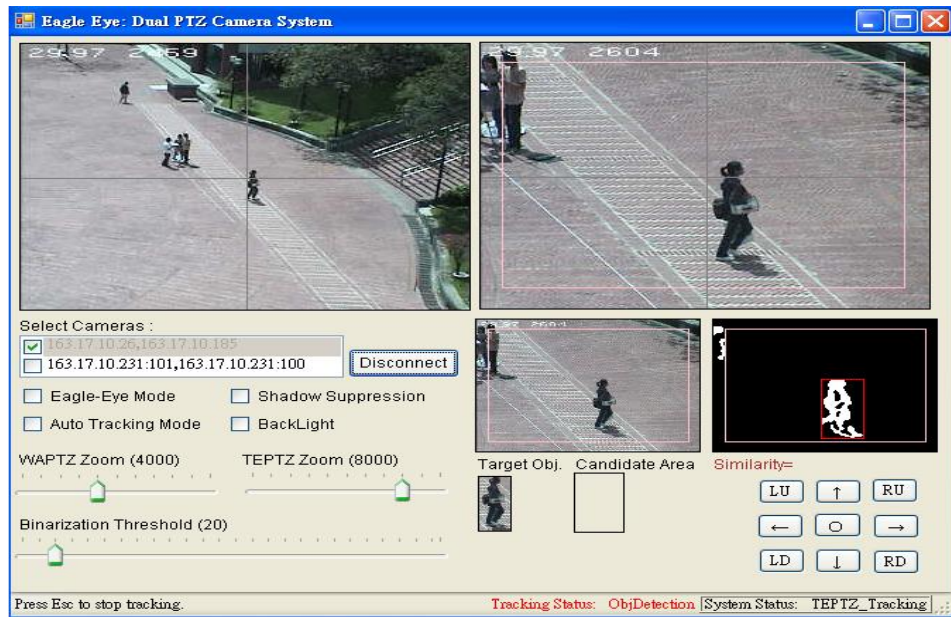 Eagle Eye: Dual PTZ Camera System
29.97 2604
Select Cameras :
163.17.10.26,163.17.10.185
163.17.10.231:101,163.17.10.231:100
Disconnect
Eagle-Eye Mode
Shadow Suppression
Auto Tracking Mode
BackLight
WAPTZ Zoom (4000)
TEPTZ Zoom (8000)
Binarization Threshold (20)
Target Obj.
Candidate Area
Similarity=
LU ↑ RU
← O →
LD ↓ RD
Press Esc to stop tracking.
Tracking Status: ObjDetection
System Status: TEPTZ_Tracking